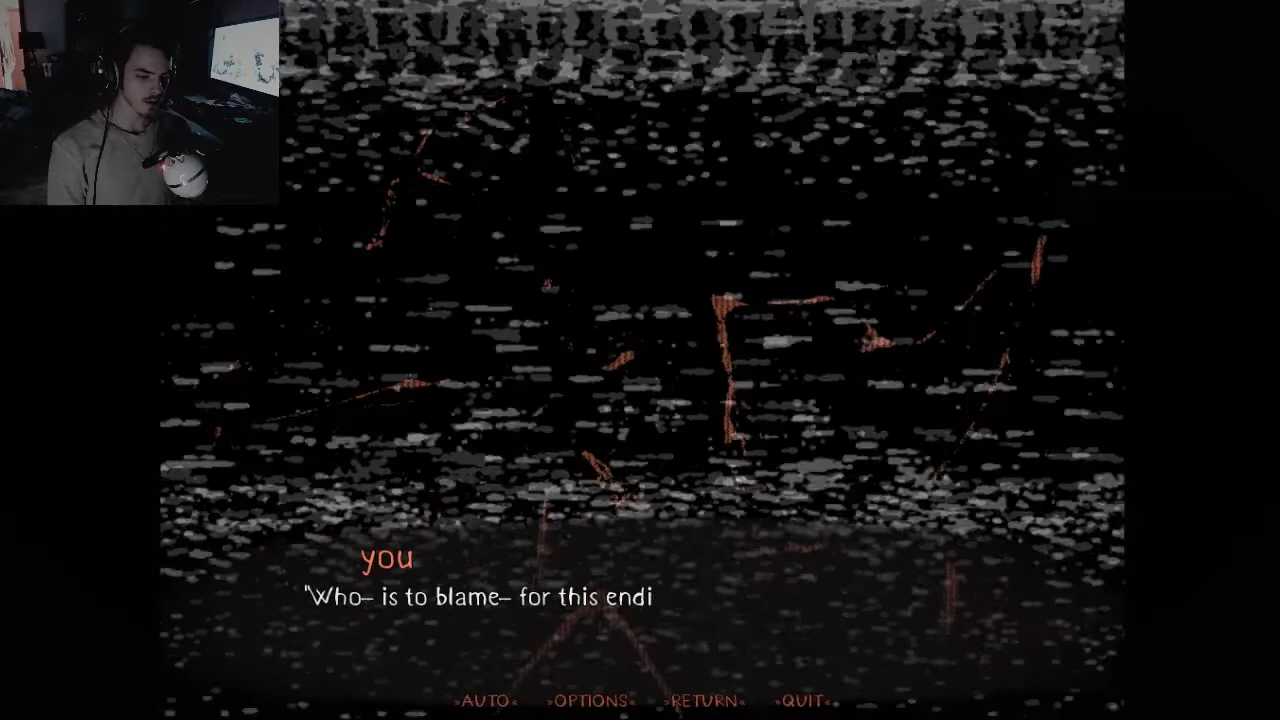 you
"Who– is to blame– for this endi
»AUTO« »OPTIONS« »RETURN« »QUIT«